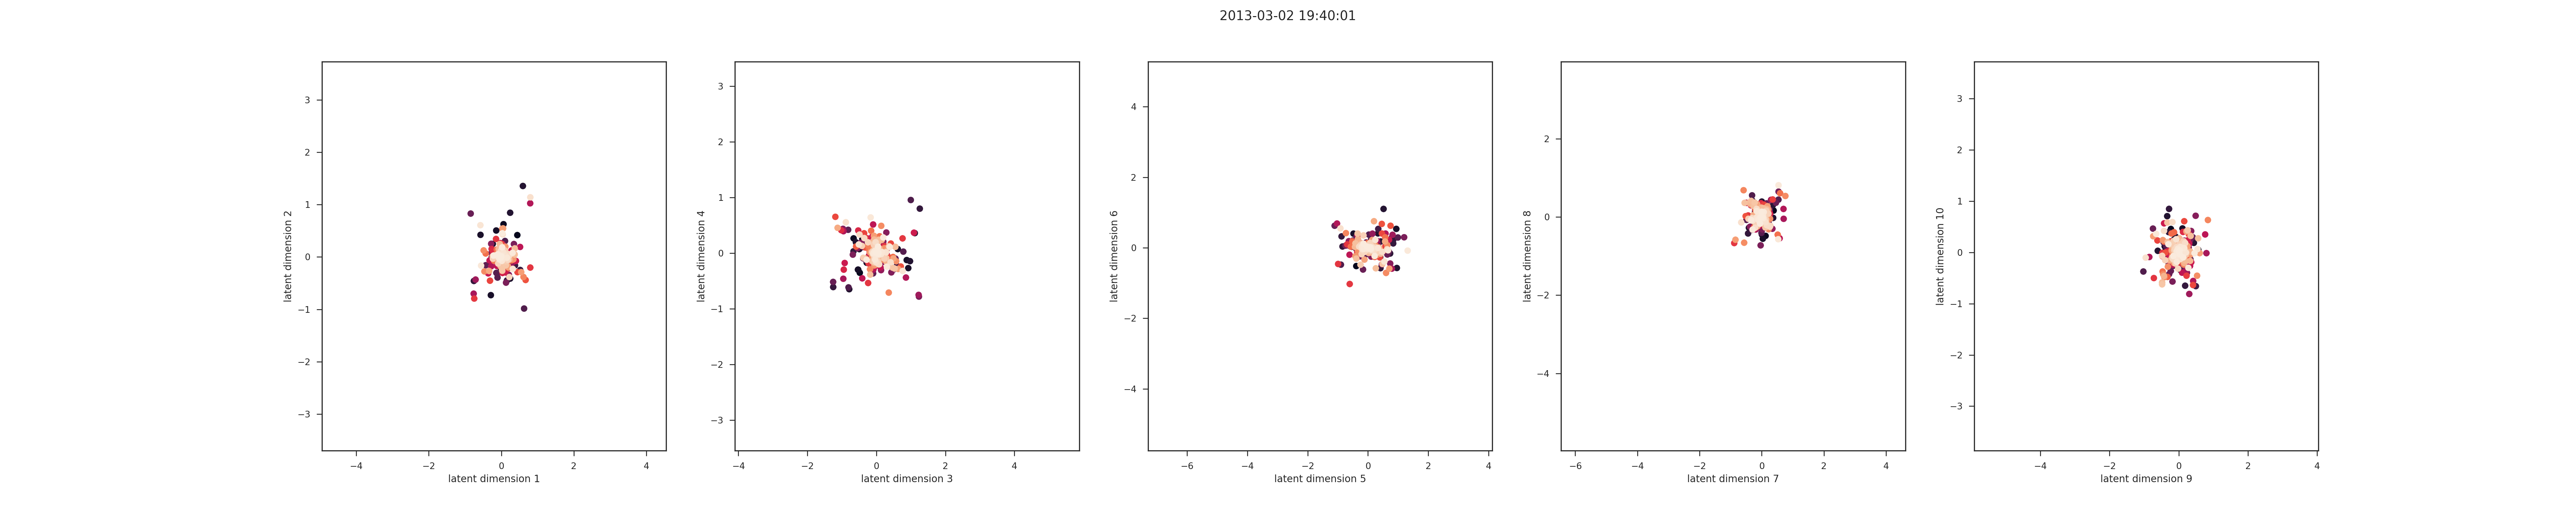 2013-03-02 19:40:01
3
2
1
0
−1
−2
−3
latent dimension 2
−4 −2 0 2 4
latent dimension 1
3
2
1
0
−1
−2
−3
latent dimension 4
−4 −2 0 2 4
latent dimension 3
4
2
0
−2
−4
latent dimension 6
−6 −4 −2 0 2 4
latent dimension 5
2
0
−2
−4
latent dimension 8
−6 −4 −2 0 2 4
latent dimension 7
3
2
1
0
−1
−2
−3
latent dimension 10
−4 −2 0 2 4
latent dimension 9